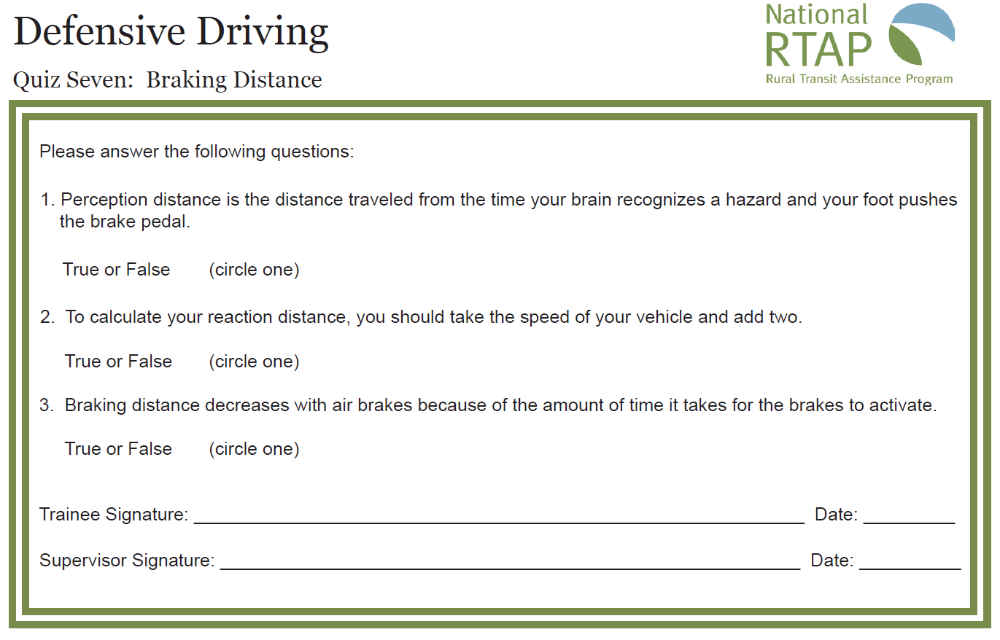 Defensive Driving
National
RTAP
Rural Transit Assistance Program
Quiz Seven:  Braking Distance
Please answer the following questions:
1. Perception distance is the distance traveled from the time your brain recognizes a hazard and your foot pushes
the brake pedal.
True or False (circle one)
2. To calculate your reaction distance, you should take the speed of your vehicle and add two.
True or False (circle one)
3. Braking distance decreases with air brakes because of the amount of time it takes for the brakes to activate.
True or False (circle one)
Trainee Signature: ______________ Date: ________
Supervisor Signature: ______________ Date: ________